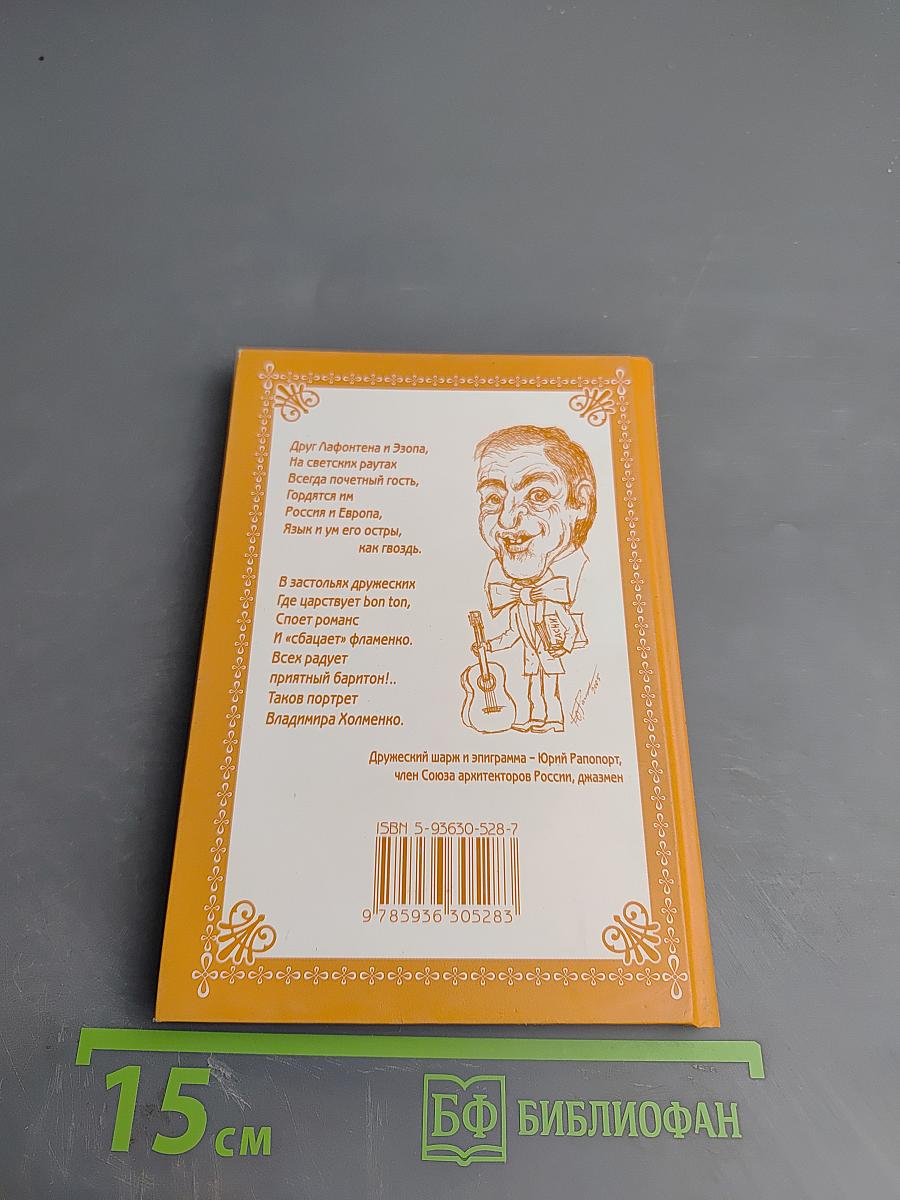 Друг Лафонтена и Эзопа,
На светских раутах
Всегда почетный гость,
Гордятся им
Россия и Европа,
Язык и ум его остры,
как гвоздь.
В застольях дружеских
Где царствует bon ton,
Споет романс
И «сбацает» фламенко.
Всех радует
приятный баритон!..
Таков портрет
Владимира Холменко.
БАСНИ
2005
Дружеский шарж и эпиграмма – Юрий Рапопорт,
член Союза архитекторов России, джазмен
ISBN 5-93630-528-7
9 785936 305283
15 см
БФ БИБЛИОФАН